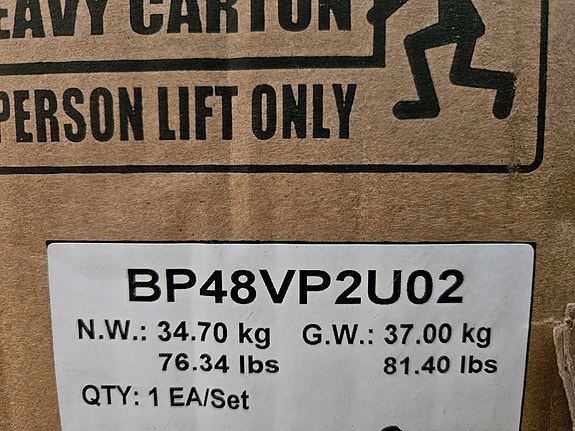 EAVY CARTON
PERSON LIFT ONLY
BP48VP2U02
N.W.: 34.70 kg G.W.: 37.00 kg
76.34 lbs 81.40 lbs
QTY: 1 EA/Set